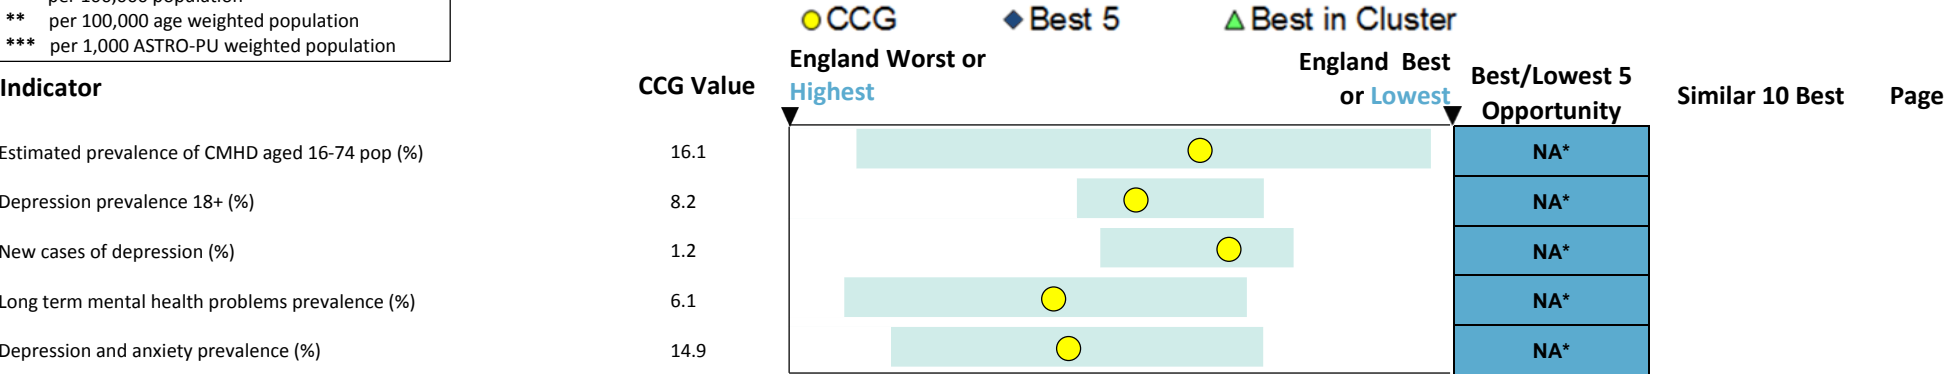 per 100,000 population
** per 100,000 age weighted population
*** per 1,000 ASTRO-PU weighted population
CCG Best 5 Best in Cluster
Indicator
CCG Value
England Worst or
Highest
England Best
or Lowest
Best/Lowest 5
Opportunity
Similar 10 Best
Page
Estimated prevalence of CMHD aged 16-74 pop (%) 16.1 NA*
Depression prevalence 18+ (%) 8.2 NA*
New cases of depression (%) 1.2 NA*
Long term mental health problems prevalence (%) 6.1 NA*
Depression and anxiety prevalence (%) 14.9 NA*